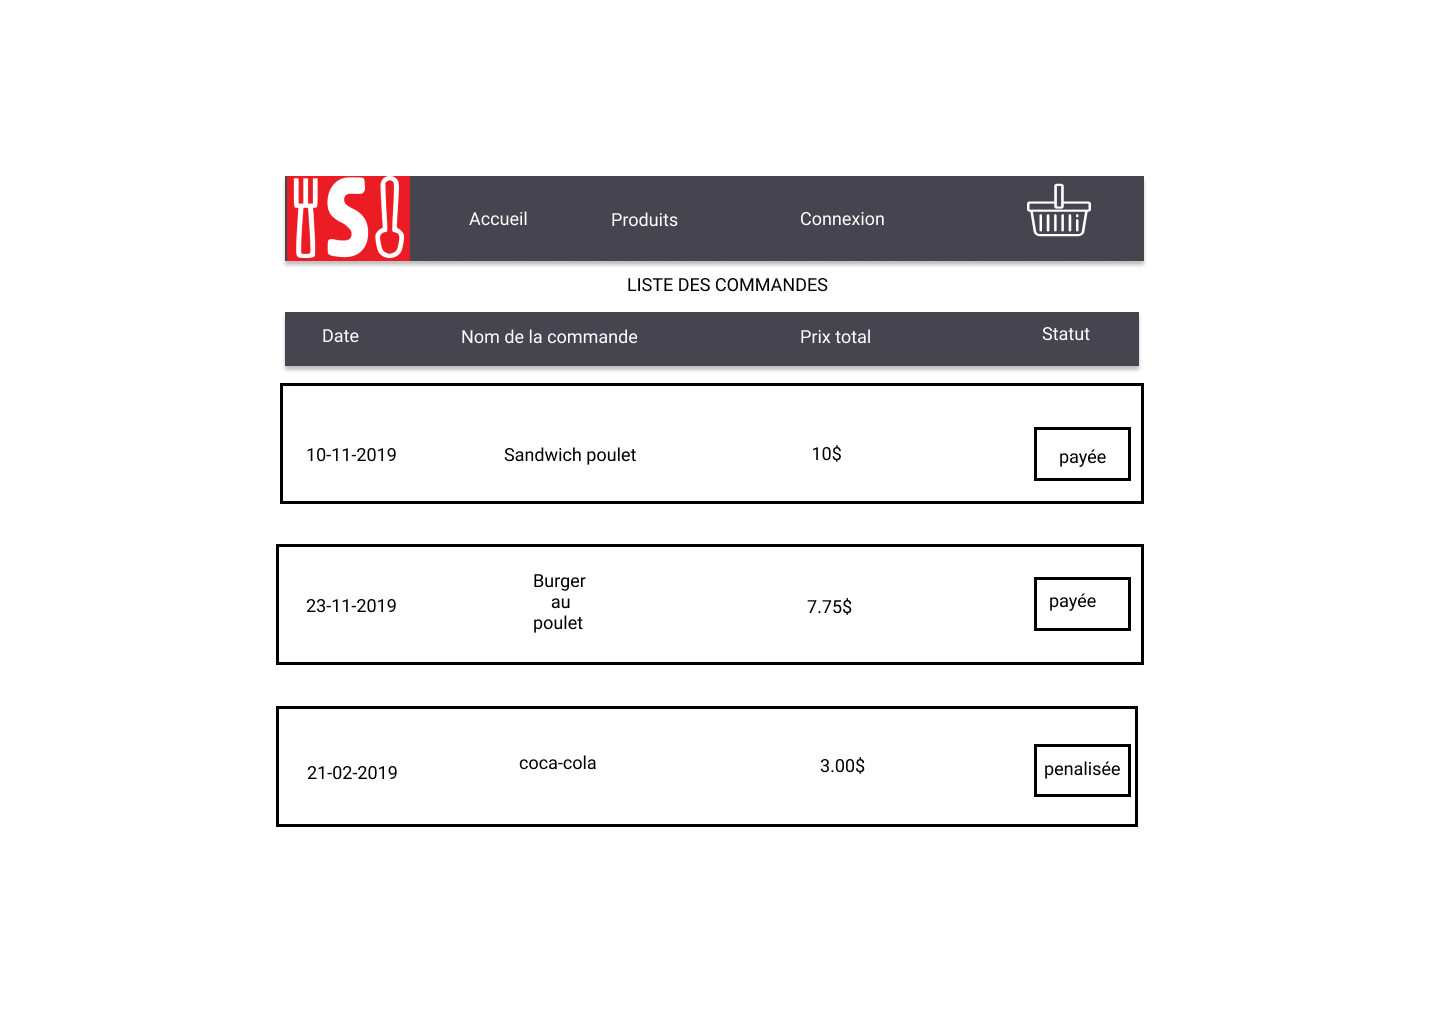 S
Accueil Produits Connexion
LISTE DES COMMANDES
Date Nom de la commande Prix total Statut
10-11-2019 Sandwich poulet 10$ payée
Burger
au
poulet
23-11-2019 7.75$ payée
21-02-2019 coca-cola 3.00$ penalisée